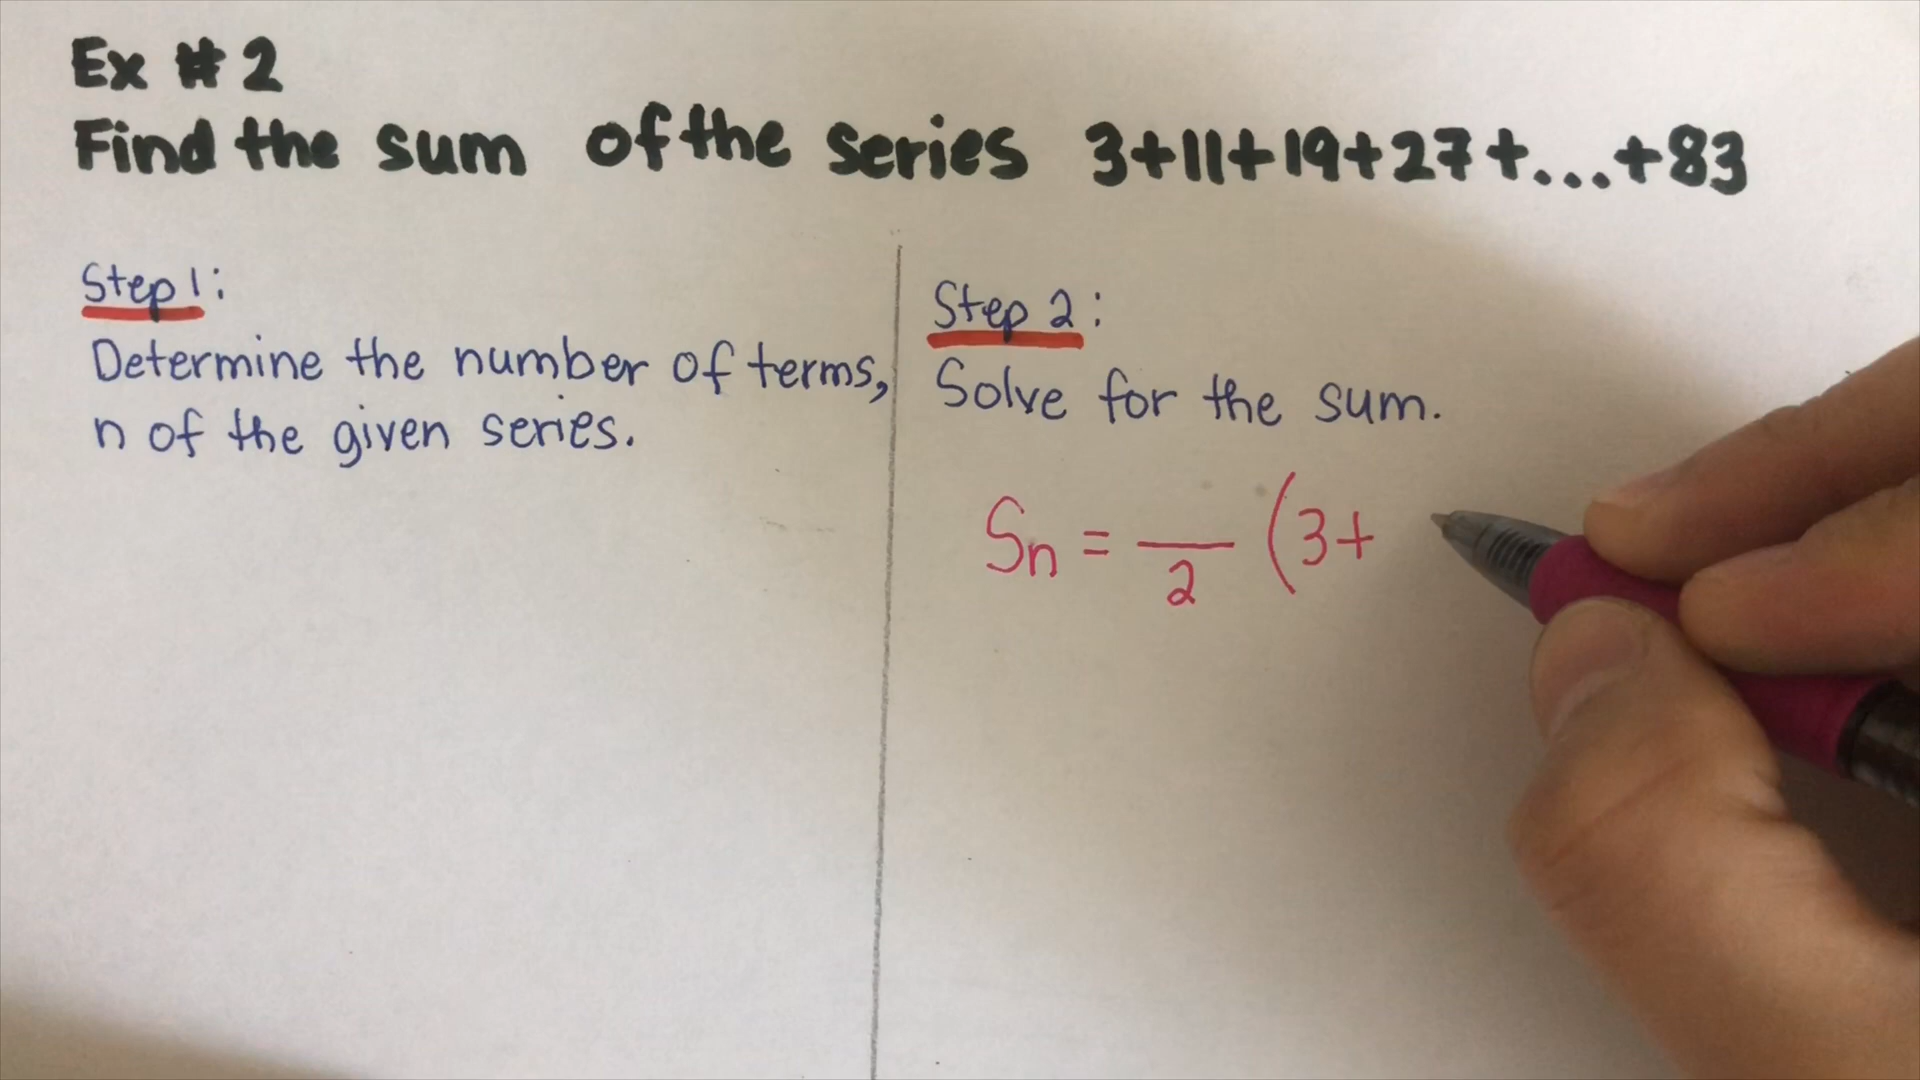 Ex # 2
Find the sum of the series 3+11+19+27+...+83
Step 1:
Determine the number of terms,
n of the given series.
Step 2:
Solve for the sum.
Sn = __/2 (3+